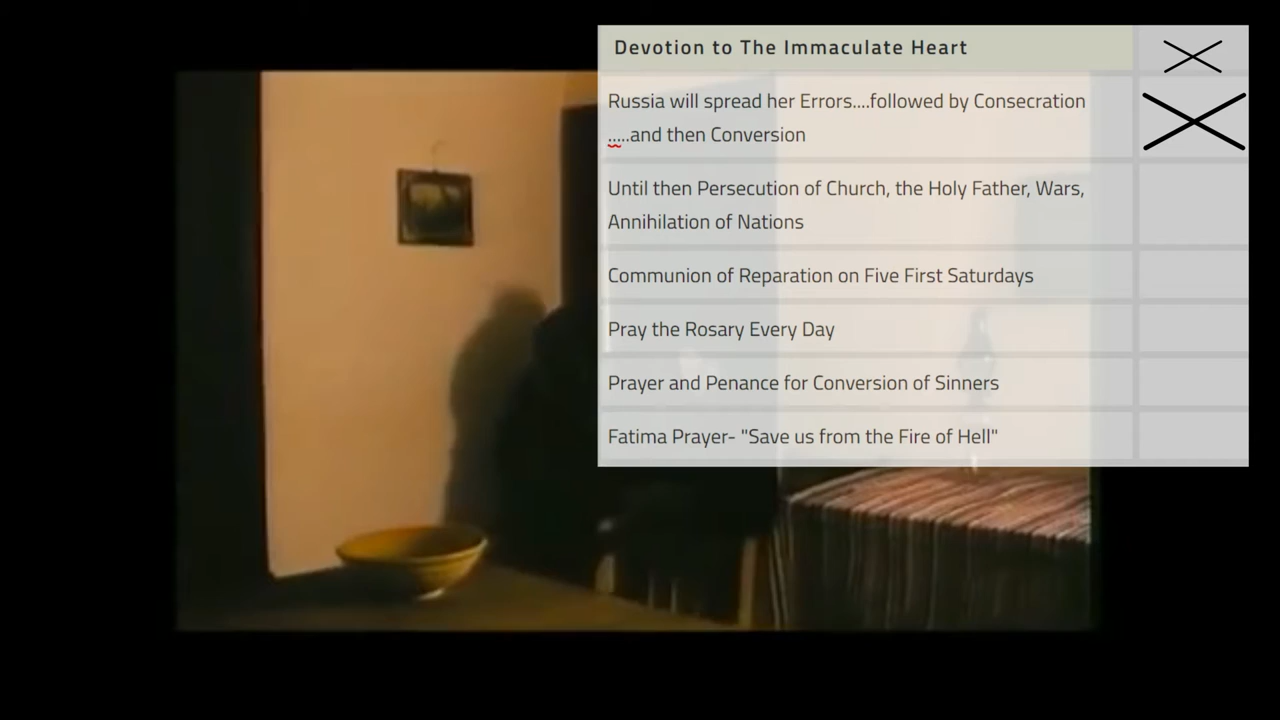 Devotion to The Immaculate Heart
Russia will spread her Errors....followed by Consecration
.....and then Conversion
Until then Persecution of Church, the Holy Father, Wars,
Annihilation of Nations
Communion of Reparation on Five First Saturdays
Pray the Rosary Every Day
Prayer and Penance for Conversion of Sinners
Fatima Prayer- "Save us from the Fire of Hell"